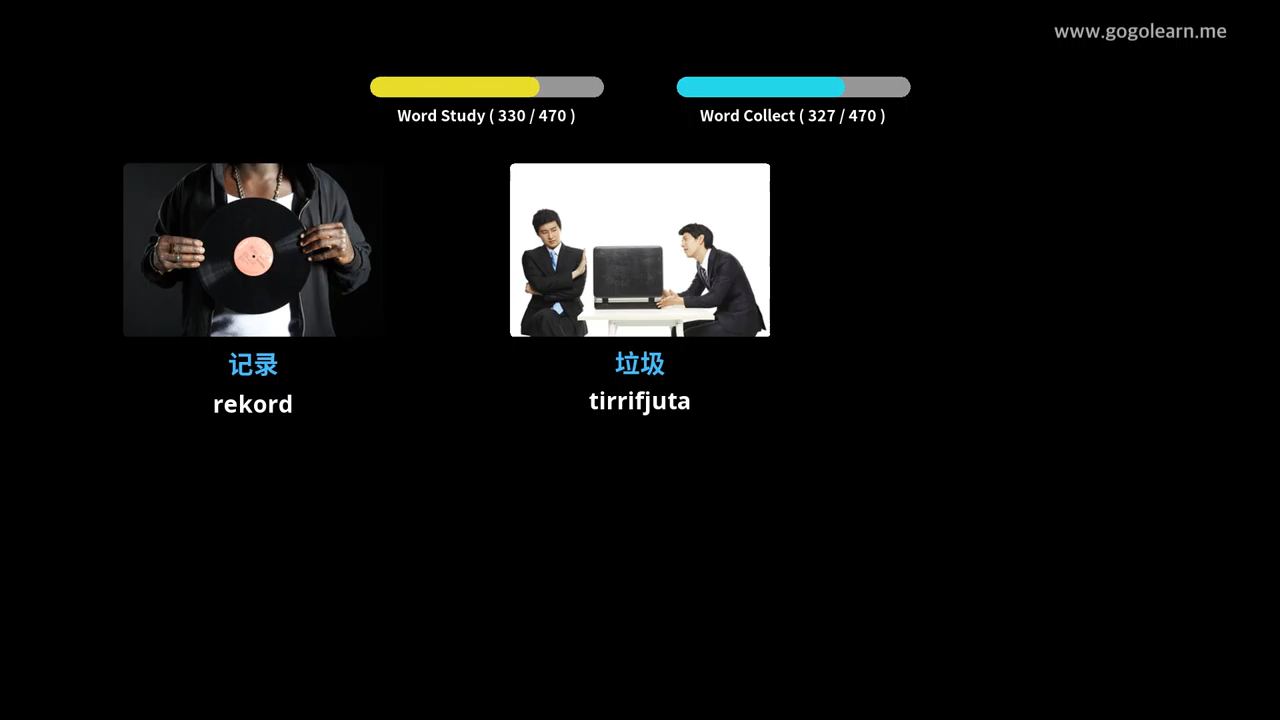 www.gogolearn.me
Word Study ( 330 / 470 )
Word Collect ( 327 / 470 )
记录
rekord
垃圾
tirrifjuta